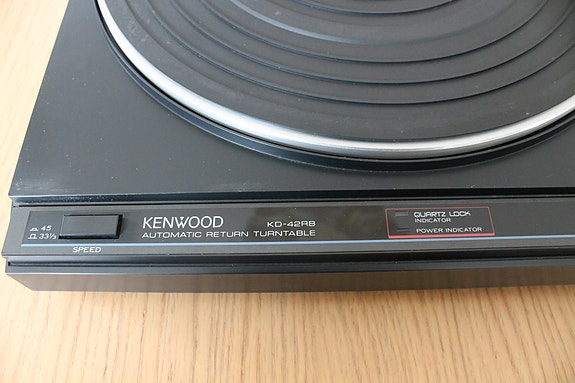 45
33⅓
SPEED
KENWOOD KD-42RB
AUTOMATIC RETURN TURNTABLE
QUARTZ LOCK
INDICATOR
POWER INDICATOR